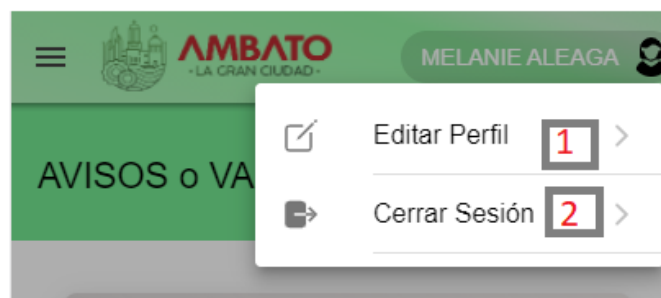 AMBATO
-LA GRAN CIUDAD-
MELANIE ALEAGA
Editar Perfil 1
AVISOS o VA
Cerrar Sesión 2